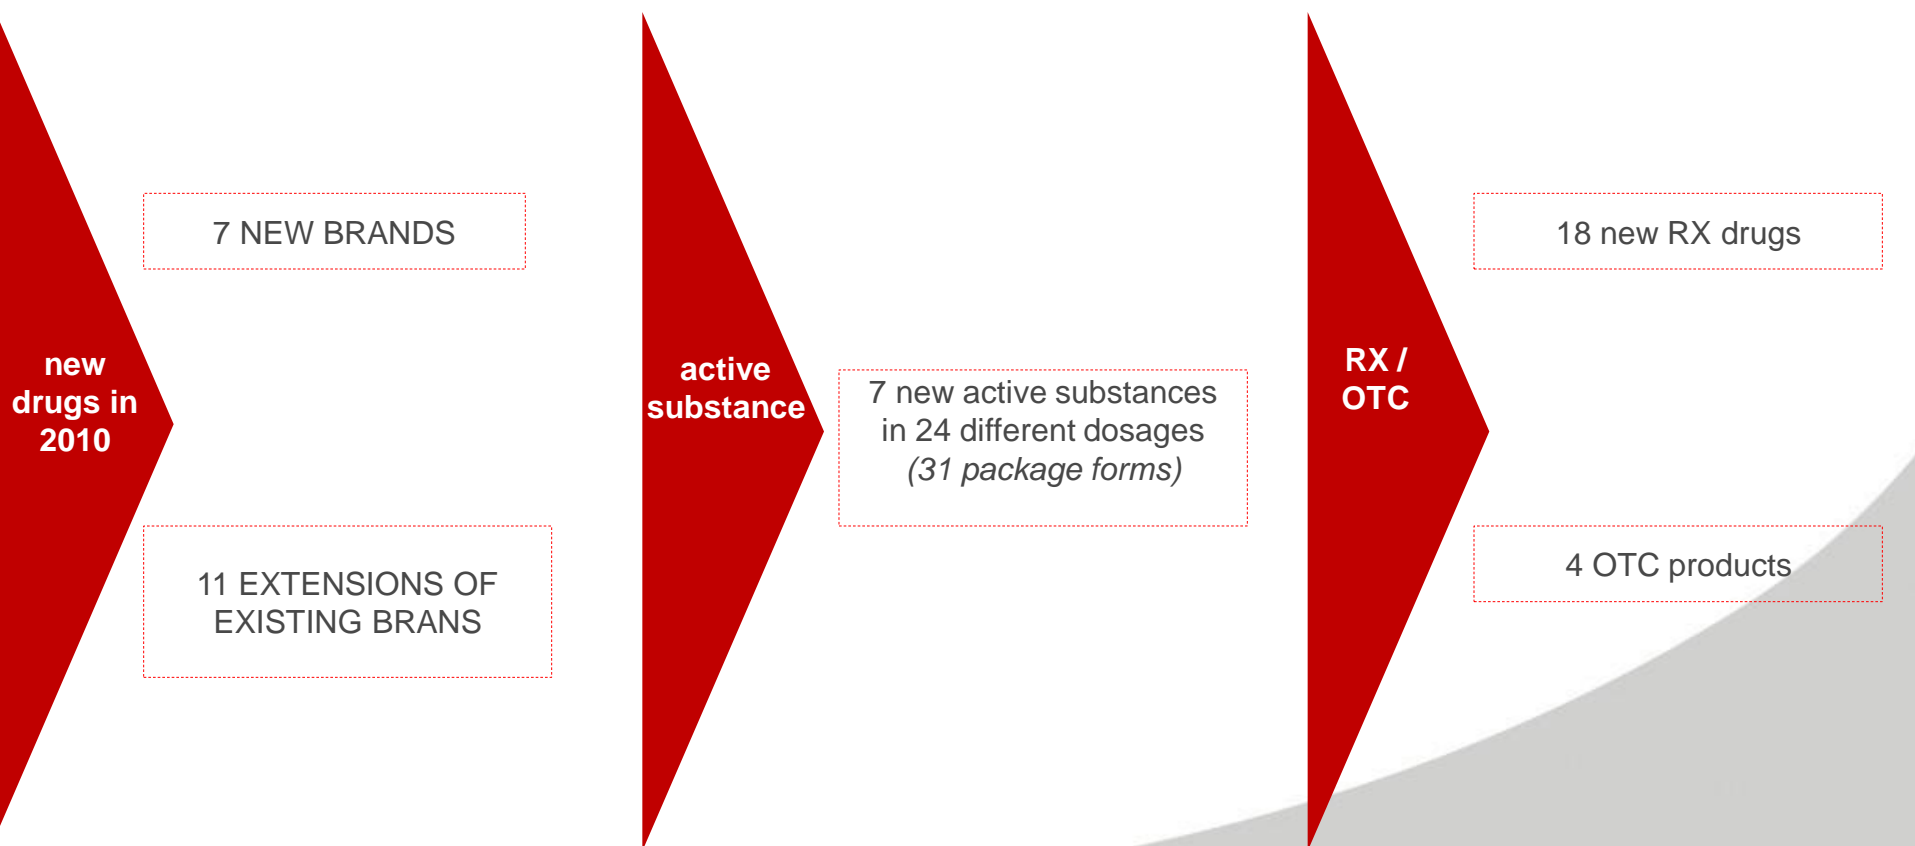 new
drugs in
2010
7 NEW BRANDS
11 EXTENSIONS OF
EXISTING BRANS
active
substance
7 new active substances
in 24 different dosages
(31 package forms)
RX /
OTC
18 new RX drugs
4 OTC products